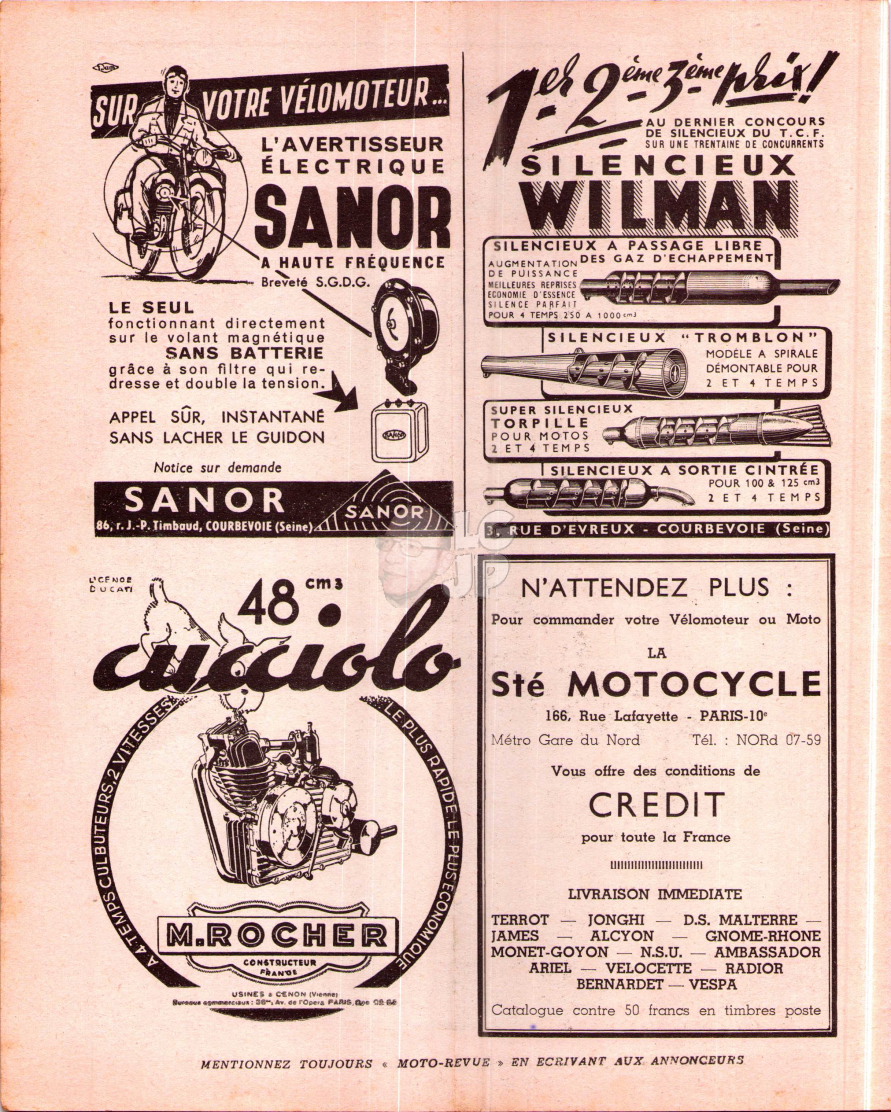 SUR VOTRE VÉLOMOTEUR...
L'AVERTISSEUR
ÉLECTRIQUE
SANOR
A HAUTE FRÉQUENCE
Breveté S.G.D.G.
LE SEUL
fonctionnant directement
sur le volant magnétique
SANS BATTERIE
grâce à son filtre qui re-
dresse et double la tension.
APPEL SÛR, INSTANTANÉ
SANS LACHER LE GUIDON
SANOR
Notice sur demande
SANOR
SANOR
86, r. J.-P. Timbaud, COURBEVOIE (Seine)
1er 2ème 3ème prix!
AU DERNIER CONCOURS
DE SILENCIEUX DU T.C.F.
SUR UNE TRENTAINE DE CONCURRENTS
SILENCIEUX
WILMAN
SILENCIEUX A PASSAGE LIBRE
DES GAZ D'ECHAPPEMENT
AUGMENTATION
DE PUISSANCE
MEILLEURES REPRISES
ECONOMIE D'ESSENCE
SILENCE PARFAIT
POUR 4 TEMPS 250 A 1000 cm3
SILENCIEUX "TROMBLON"
MODÈLE A SPIRALE
DÉMONTABLE POUR
2 ET 4 TEMPS
SUPER SILENCIEUX
TORPILLE
POUR MOTOS
2 ET 4 TEMPS
SILENCIEUX A SORTIE CINTRÉE
POUR 100 & 125 cm3
2 ET 4 TEMPS
3, RUE D'EVREUX - COURBEVOIE (Seine)
LC
JP
LICENCE
DUCATI
48 cm3
cucciolo
A 4 TEMPS CULBUTEURS, 2 VITESSES
LE PLUS RAPIDE LE PLUS ECONOMIQUE
M. ROCHER
CONSTRUCTEUR
FRANCE
USINES à CENON (Vienne)
Bureaux commerciaux : 36bis, Av. de l'Opera PARIS,
N'ATTENDEZ PLUS :
Pour commander votre Vélomoteur ou Moto
LA
Sté MOTOCYCLE
166, Rue Lafayette - PARIS-10e
Métro Gare du Nord Tél. : NORd 07-59
Vous offre des conditions de
CREDIT
pour toute la France
LIVRAISON IMMEDIATE
TERROT — JONGHI — D.S. MALTERRE —
JAMES — ALCYON — GNOME-RHONE
MONET-GOYON — N.S.U. — AMBASSADOR
ARIEL — VELOCETTE — RADIOR
BERNARDET — VESPA
Catalogue contre 50 francs en timbres poste
MENTIONNEZ TOUJOURS « MOTO-REVUE » EN ECRIVANT AUX ANNONCEURS